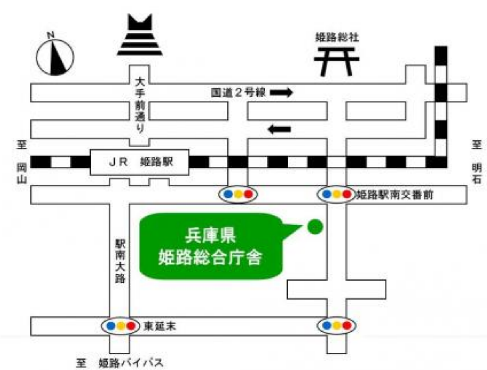 N
姫路総社
大手前通り
国道2号線
至 岡山
至 明石
JR 姫路駅
姫路駅南交番前
兵庫県
姫路総合庁舎
駅南大路
東延末
至 姫路バイパス